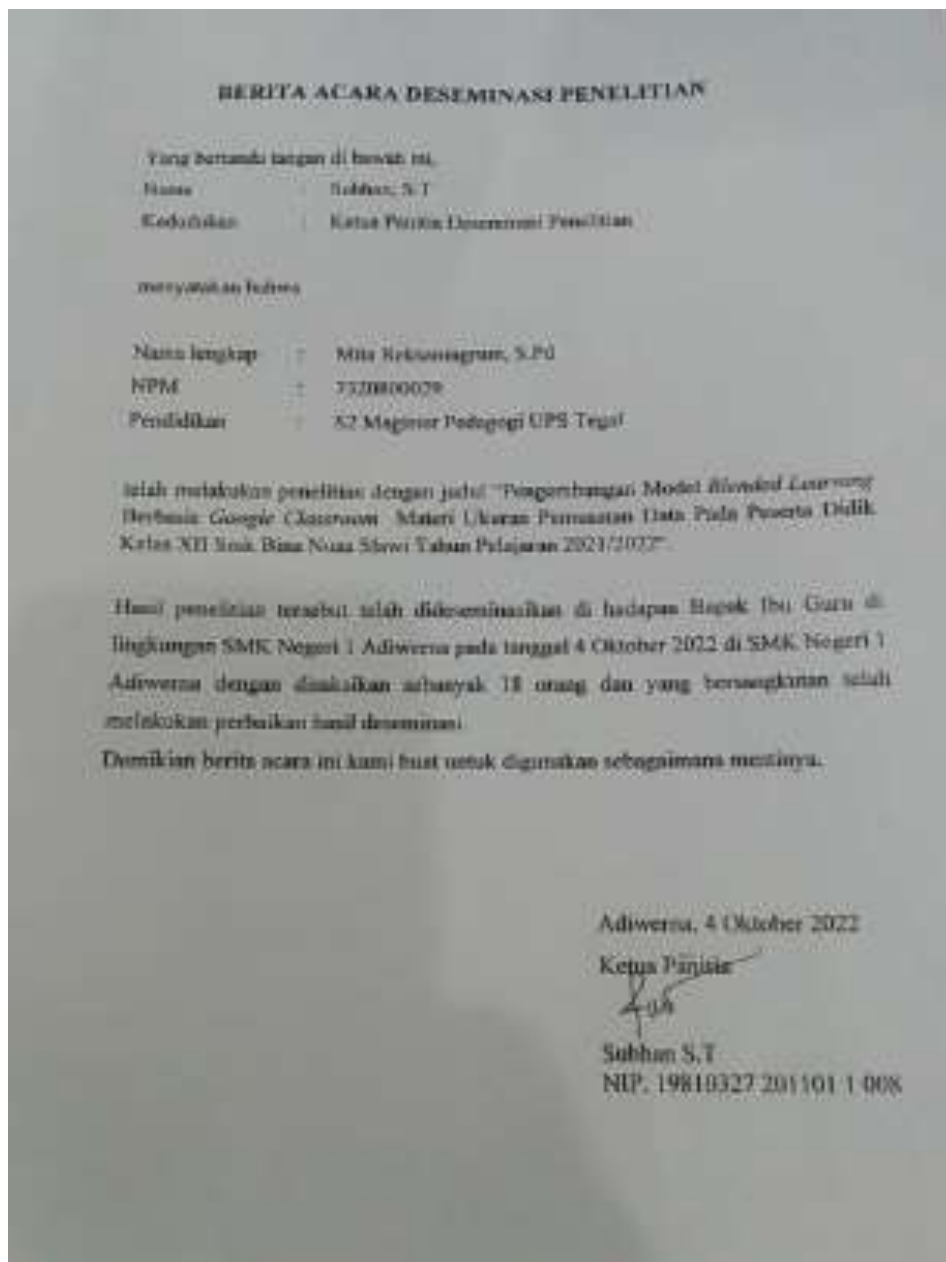 BERITA ACARA DESEMINASI PENELITIAN
Yang bertanda tangan di bawah ini,
Nama : Subhan, S.T
Kedudukan : Ketua Panitia Deseminasi Penelitian
menyatakan bahwa
Nama lengkap : Mita S.Pd
NPM : 7320800029
Pendidikan : S2 Magister Pedagogi UPS Tegal
telah melakukan penelitian dengan judul "Pengembangan Model Blended Learning
Berbasis Google Classroom Materi Ukuran Pemusatan Data Pada Peserta Didik
Kelas XII Smk Bina Nusa Slawi Tahun Pelajaran 2021/2022".
Hasil penelitian tersebut telah dideseminasikan di hadapan Bapak Ibu Guru di
lingkungan SMK Negeri 1 Adiwerna pada tanggal 4 Oktober 2022 di SMK Negeri 1
Adiwerna dengan disaksikan sebanyak 18 orang dan yang bersangkutan telah
melakukan perbaikan hasil deseminasi.
Demikian berita acara ini kami buat untuk digunakan sebagaimana mestinya.
Adiwerna, 4 Oktober 2022
Ketua Panitia
Subhan S.T
NIP. 19810327 201101 1 008